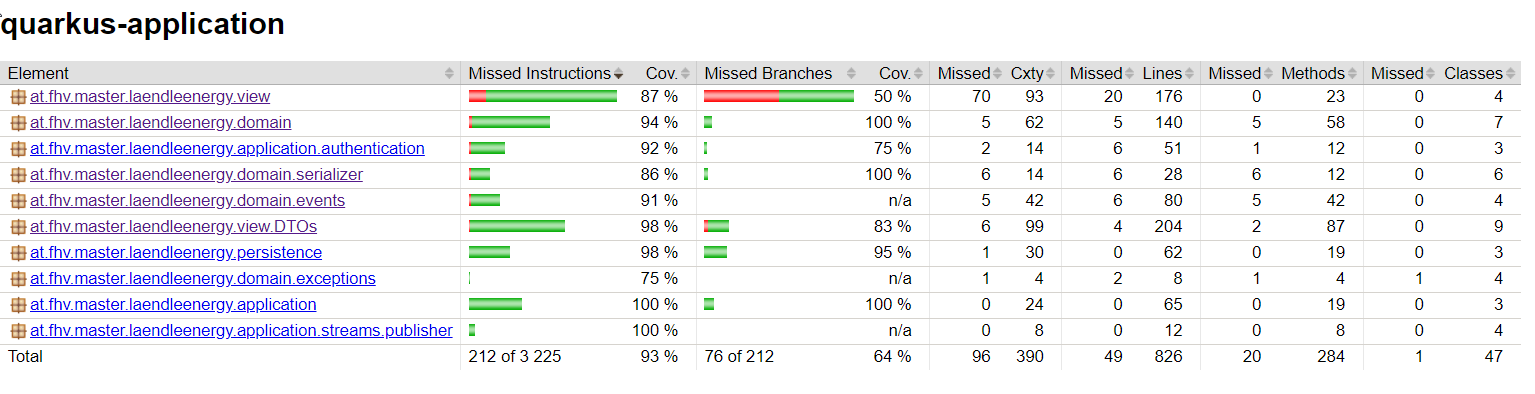 quarkus-application
Element Missed Instructions Cov. Missed Branches Cov. Missed Cxty Missed Lines Missed Methods Missed Classes
at.fhv.master.laendleenergy.view 87 % 50 % 70 93 20 176 0 23 0 4
at.fhv.master.laendleenergy.domain 94 % 100 % 5 62 5 140 5 58 0 7
at.fhv.master.laendleenergy.application.authentication 92 % 75 % 2 14 6 51 1 12 0 3
at.fhv.master.laendleenergy.domain.serializer 86 % 100 % 6 14 6 28 6 12 0 6
at.fhv.master.laendleenergy.domain.events 91 % n/a 5 42 6 80 5 42 0 4
at.fhv.master.laendleenergy.view.DTOs 98 % 83 % 6 99 4 204 2 87 0 9
at.fhv.master.laendleenergy.persistence 98 % 95 % 1 30 0 62 0 19 0 3
at.fhv.master.laendleenergy.domain.exceptions 75 % n/a 1 4 2 8 1 4 1 4
at.fhv.master.laendleenergy.application 100 % 100 % 0 24 0 65 0 19 0 3
at.fhv.master.laendleenergy.application.streams.publisher 100 % n/a 0 8 0 12 0 8 0 4
Total 212 of 3 225 93 % 76 of 212 64 % 96 390 49 826 20 284 1 47